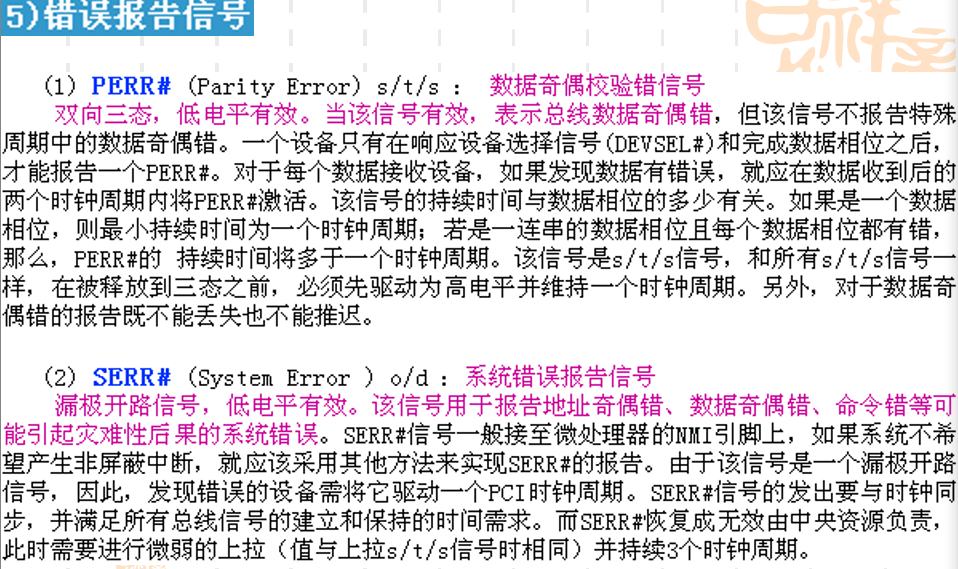 5)错误报告信号
(1) PERR# (Parity Error) s/t/s : 数据奇偶校验错信号
双向三态，低电平有效。当该信号有效，表示总线数据奇偶错，但该信号不报告特殊
周期中的数据奇偶错。一个设备只有在响应设备选择信号(DEVSEL#)和完成数据相位之后，
才能报告一个PERR#。对于每个数据接收设备，如果发现数据有错误，就应在数据收到后的
两个时钟周期内将PERR#激活。该信号的持续时间与数据相位的多少有关。如果是一个数据
相位，则最小持续时间为一个时钟周期；若是一连串的数据相位且每个数据相位都有错，
那么，PERR#的 持续时间将多于一个时钟周期。该信号是s/t/s信号，和所有s/t/s信号一
样，在被释放到三态之前，必须先驱动为高电平并维持一个时钟周期。另外，对于数据奇
偶错的报告既不能丢失也不能推迟。
(2) SERR# (System Error ) o/d : 系统错误报告信号
漏极开路信号，低电平有效。该信号用于报告地址奇偶错、数据奇偶错、命令错等可
能引起灾难性后果的系统错误。SERR#信号一般接至微处理器的NMI引脚上，如果系统不希
望产生非屏蔽中断，就应该采用其他方法来实现SERR#的报告。由于该信号是一个漏极开路
信号，因此，发现错误的设备需将它驱动一个PCI时钟周期。SERR#信号的发出要与时钟同
步，并满足所有总线信号的建立和保持的时间需求。而SERR#恢复成无效由中央资源负责，
此时需要进行微弱的上拉（值与上拉s/t/s信号时相同）并持续3个时钟周期。